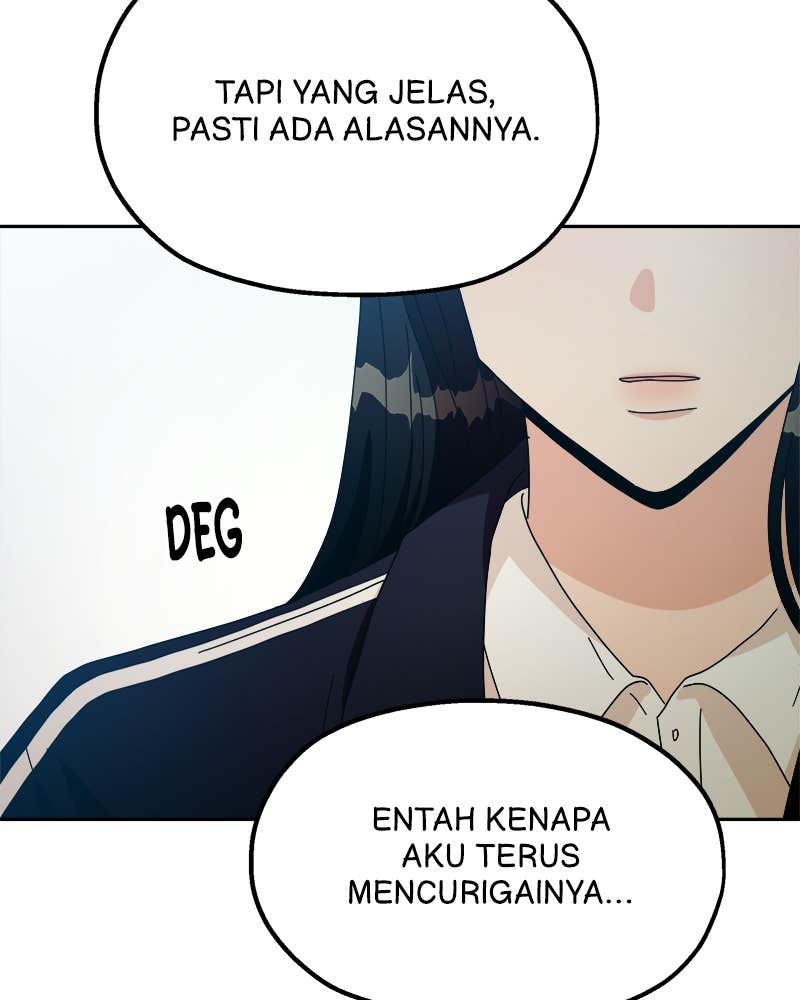 TAPI YANG JELAS,
PASTI ADA ALASANNYA.
DEG
ENTAH KENAPA
AKU TERUS
MENCURIGAINYA...